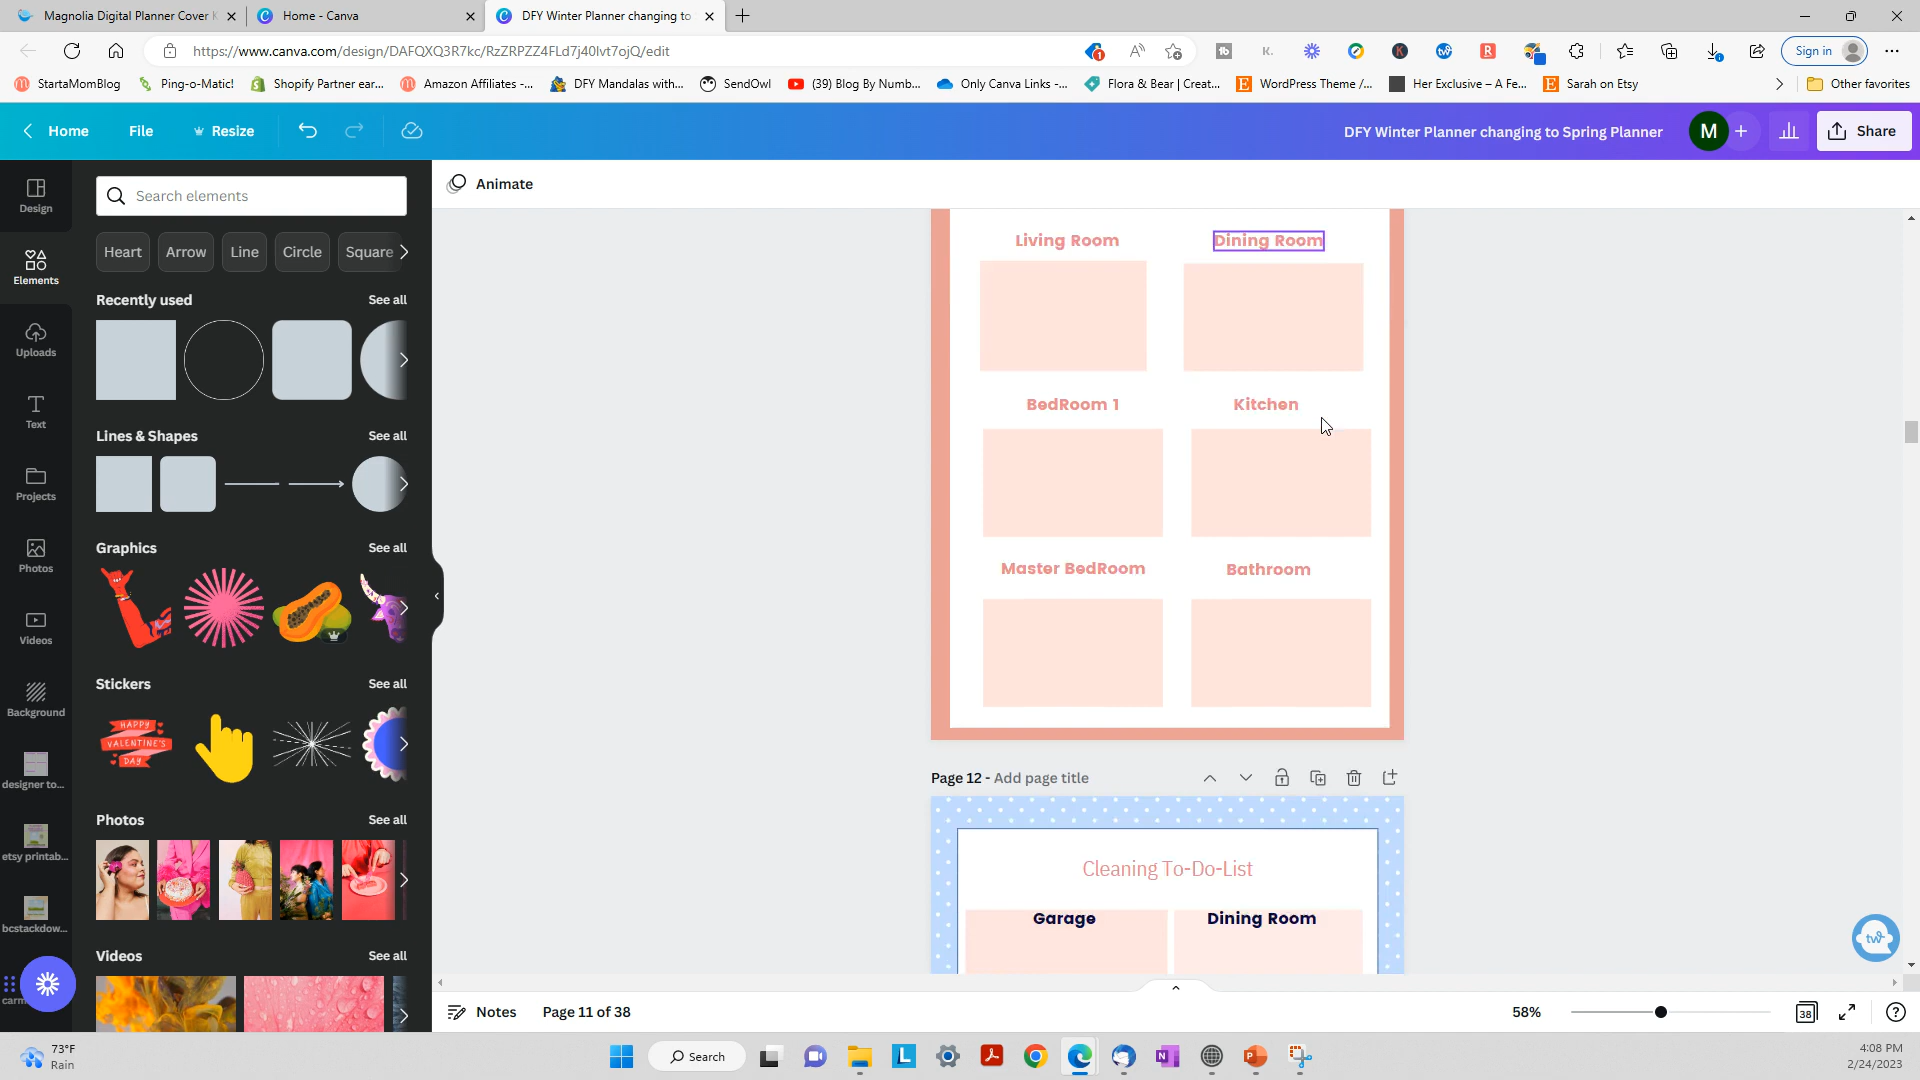 Magnolia Digital Planner Cover K
Home - Canva
DFY Winter Planner changing to
https://www.canva.com/design/DAFQXQ3R7kc/RzZRPZZ4FLd7j40lvt7ojQ/edit
Sign in
StartaMomBlog
Ping-o-Matic!
Shopify Partner ear...
Amazon Affiliates -...
DFY Mandalas with...
SendOwl
(39) Blog By Numb...
Only Canva Links -...
Flora & Bear | Creat...
WordPress Theme /...
Her Exclusive – A Fe...
Sarah on Etsy
Other favorites
Home
File
Resize
DFY Winter Planner changing to Spring Planner
M
Share
Design
Elements
Uploads
Text
Projects
Photos
Videos
Background
designer to...
etsy printab...
bcstackdow...
Search elements
Heart
Arrow
Line
Circle
Square
Recently used
See all
Lines & Shapes
See all
Graphics
See all
Stickers
See all
HAPPY
VALENTINE'S
DAY
Photos
See all
Videos
See all
Animate
Living Room
Dining Room
BedRoom 1
Kitchen
Master BedRoom
Bathroom
Page 12 - Add page title
Cleaning To-Do-List
Garage
Dining Room
Notes
Page 11 of 38
58%
38
73°F
Rain
Search
4:08 PM
2/24/2023